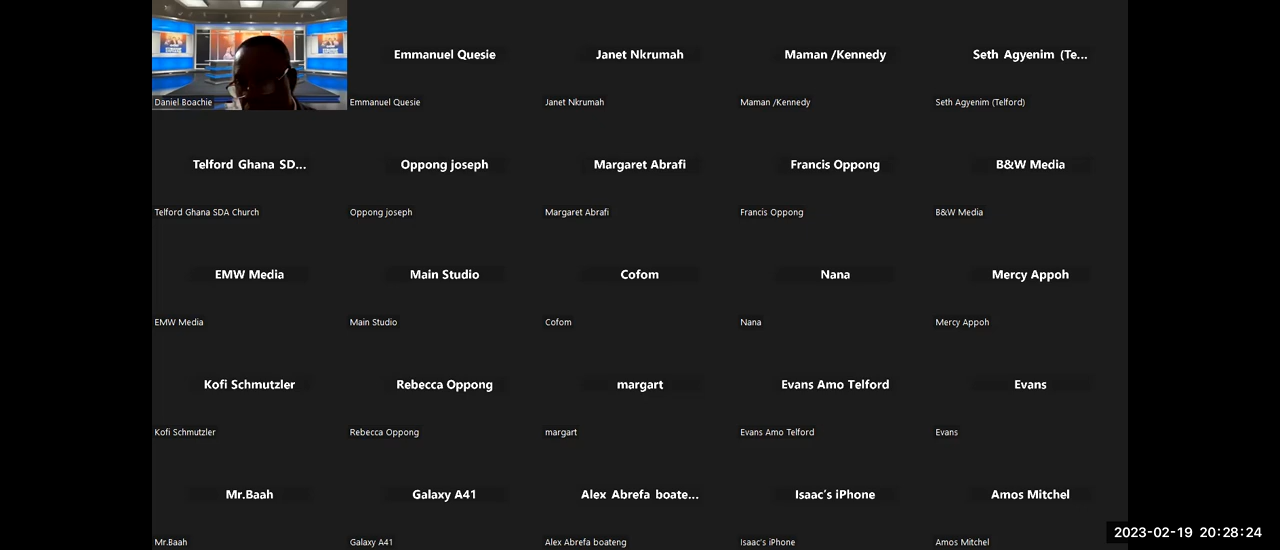 Daniel Boachie
Emmanuel Quesie
Emmanuel Quesie
Janet Nkrumah
Janet Nkrumah
Maman /Kennedy
Maman /Kennedy
Seth Agyenim (Te...
Seth Agyenim (Telford)
Telford Ghana SD...
Telford Ghana SDA Church
Oppong joseph
Oppong joseph
Margaret Abrafi
Margaret Abrafi
Francis Oppong
Francis Oppong
B&W Media
B&W Media
EMW Media
EMW Media
Main Studio
Main Studio
Cofom
Cofom
Nana
Nana
Mercy Appoh
Mercy Appoh
Kofi Schmutzler
Kofi Schmutzler
Rebecca Oppong
Rebecca Oppong
margart
margart
Evans Amo Telford
Evans Amo Telford
Evans
Evans
Mr.Baah
Mr.Baah
Galaxy A41
Galaxy A41
Alex Abrefa boate...
Alex Abrefa boateng
Isaac's iPhone
Isaac's iPhone
Amos Mitchel
Amos Mitchel
2023-02-19 20:28:24